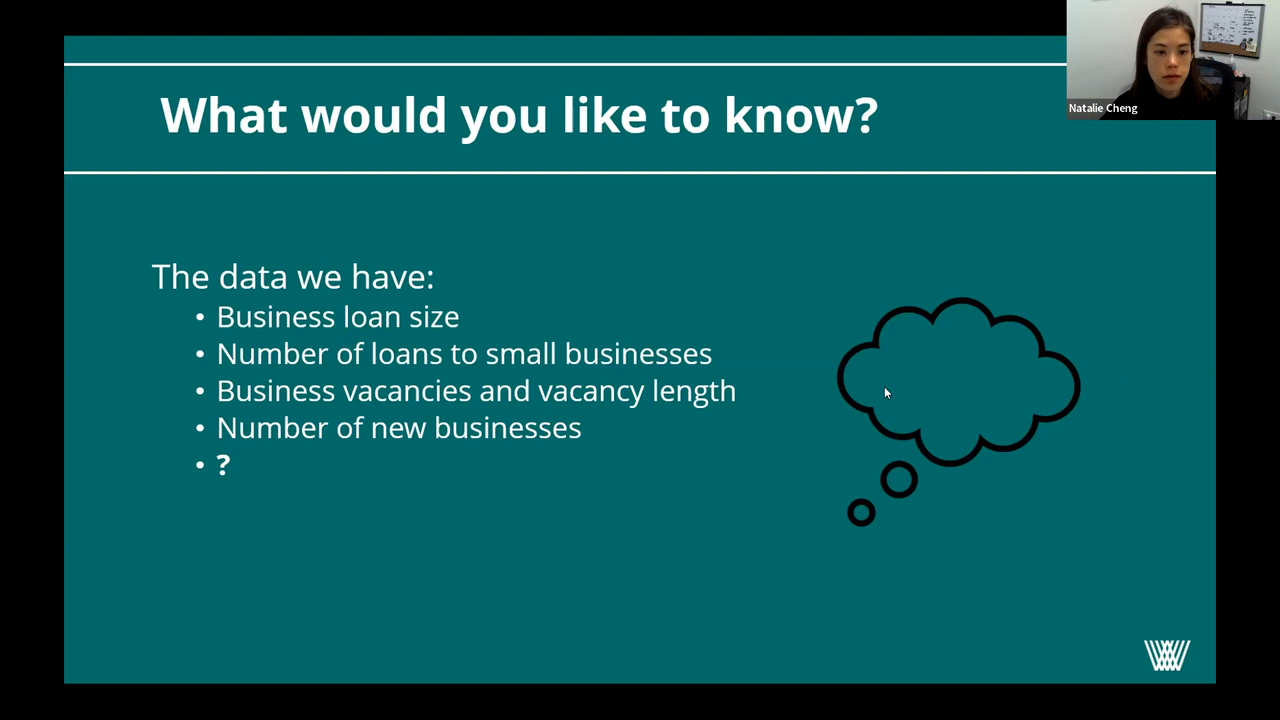 What would you like to know?
Natalie Cheng
The data we have:
• Business loan size
• Number of loans to small businesses
• Business vacancies and vacancy length
• Number of new businesses
• ?